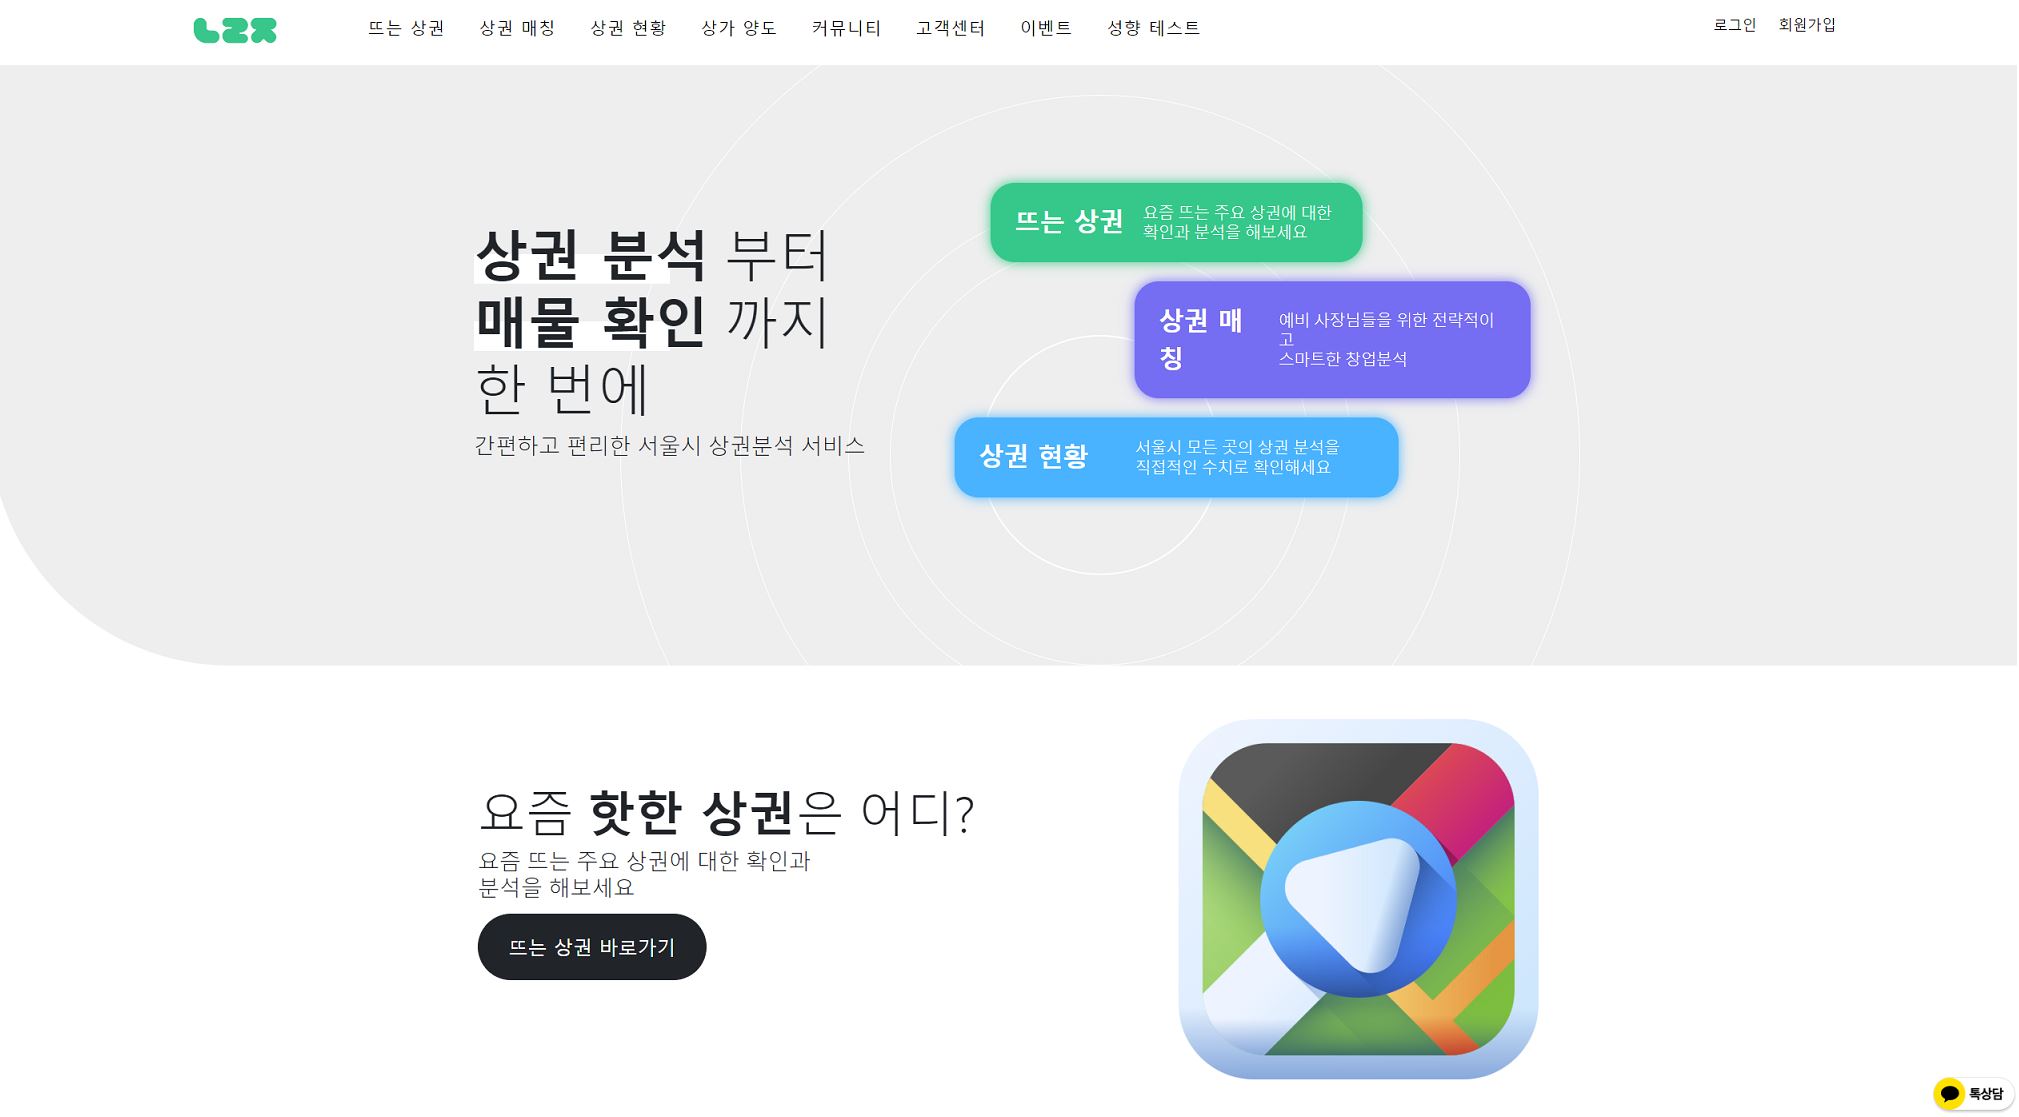 뜨는 상권 상권 매칭 상권 현황 상가 양도 커뮤니티 고객센터 이벤트 성향 테스트 로그인 회원가입
상권 분석 부터
매물 확인 까지
한 번에
간편하고 편리한 서울시 상권분석 서비스
뜨는 상권
요즘 뜨는 주요 상권에 대한
확인과 분석을 해보세요
상권 매
칭
예비 사장님들을 위한 전략적이
고
스마트한 창업분석
상권 현황
서울시 모든 곳의 상권 분석을
직접적인 수치로 확인해세요
요즘 핫한 상권은 어디?
요즘 뜨는 주요 상권에 대한 확인과
분석을 해보세요
뜨는 상권 바로가기
톡상담